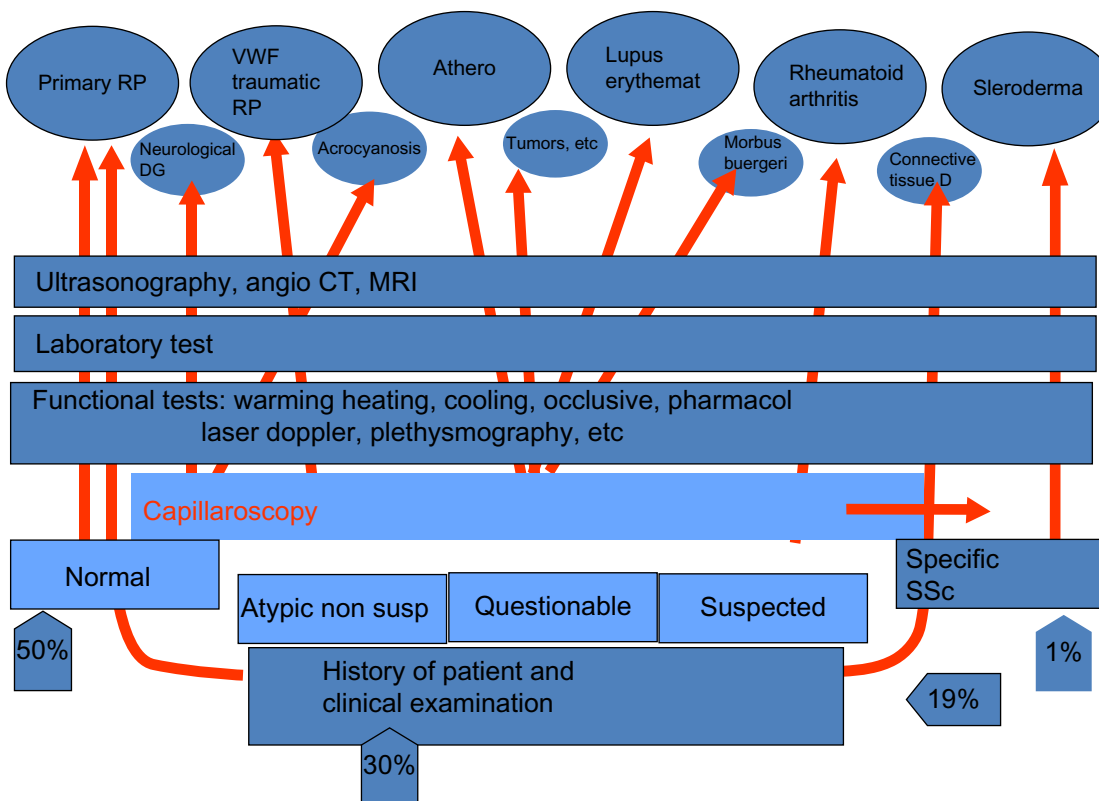 Primary RP
VWF
traumatic
RP
Athero
Lupus
erythemat
Rheumatoid
arthritis
Sleroderma
Neurological
DG
Acrocyanosis
Tumors, etc
Morbus
buergeri
Connective
tissue D
Ultrasonography, angio CT, MRI
Laboratory test
Functional tests: warming heating, cooling, occlusive, pharmacol
laser doppler, plethysmography, etc
Capillaroscopy
Normal
Atypic non susp
Questionable
Suspected
Specific
SSc
50%
History of patient and
clinical examination
30%
19%
1%